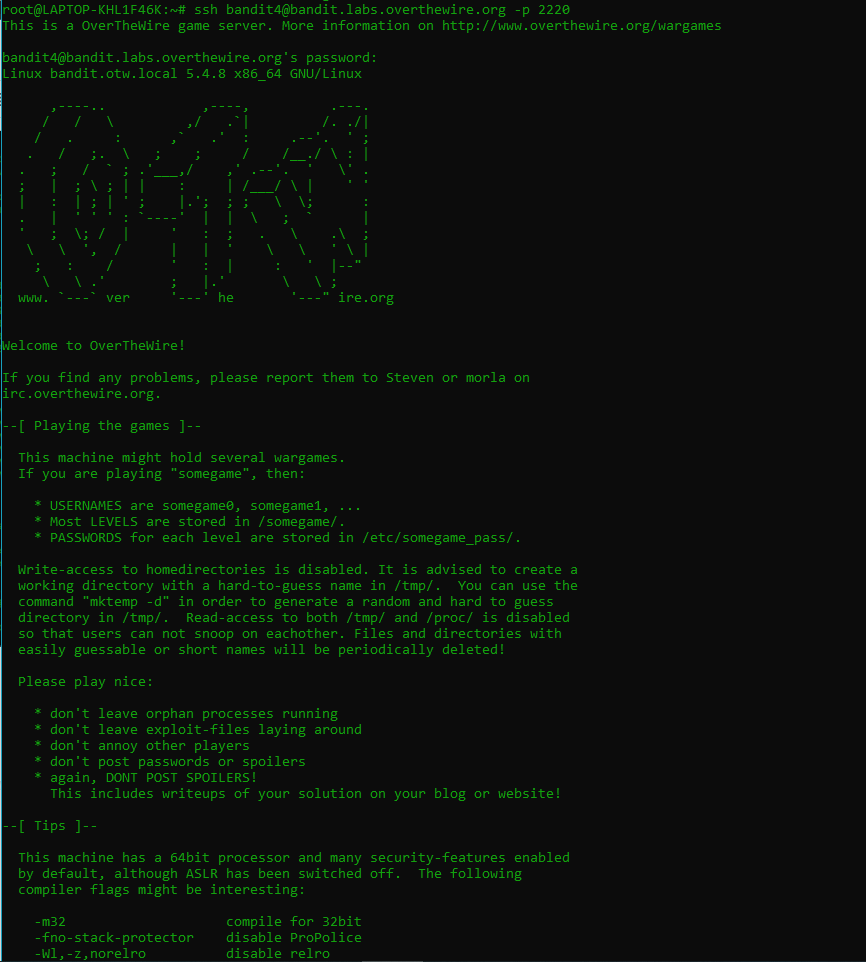 root@LAPTOP-KHL1F46K:~# ssh bandit4@bandit.labs.overthewire.org -p 2220
This is a OverTheWire game server. More information on http://www.overthewire.org/wargames
bandit4@bandit.labs.overthewire.org's password:
Linux bandit.otw.local 5.4.8 x86_64 GNU/Linux
      ,----..            ,----,          .---.
     /   /   \         ,/   .`|         /. ./|
    /   .     :      ,`   .'  :     .--'.  ' ;
   .   /   ;.  \   ;    ;     /    /__./ \ : |
  .   ;   /  ` ; .'___,/    ,' .--'.  '   \' .
  ;   |  ; \ ; | |    :     | /___/ \ |    ' '
  |   :  | ; | ' ;    |.';  ; ;   \  \;      :
  .   |  ' ' ' : `----'  |  |  \   ;  `      |
  '   ;  \; /  |     '   :  ;   .   \    .\  ;
   \   \  ',  /      |   |  '    \   \   ' \ |
    ;   :    /       '   :  |     :   '  |--"
     \   \ .'        ;   |.'       \   \ ;
  www. `---` ver     '---' he       '---" ire.org
Welcome to OverTheWire!
If you find any problems, please report them to Steven or morla on
irc.overthewire.org.
--[ Playing the games ]--
  This machine might hold several wargames.
  If you are playing "somegame", then:
    * USERNAMES are somegame0, somegame1, ...
    * Most LEVELS are stored in /somegame/.
    * PASSWORDS for each level are stored in /etc/somegame_pass/.
  Write-access to homedirectories is disabled. It is advised to create a
  working directory with a hard-to-guess name in /tmp/.  You can use the
  command "mktemp -d" in order to generate a random and hard to guess
  directory in /tmp/.  Read-access to both /tmp/ and /proc/ is disabled
  so that users can not snoop on eachother. Files and directories with
  easily guessable or short names will be periodically deleted!
  Please play nice:
    * don't leave orphan processes running
    * don't leave exploit-files laying around
    * don't annoy other players
    * don't post passwords or spoilers
    * again, DONT POST SPOILERS!
      This includes writeups of your solution on your blog or website!
--[ Tips ]--
  This machine has a 64bit processor and many security-features enabled
  by default, although ASLR has been switched off.  The following
  compiler flags might be interesting:
    -m32                    compile for 32bit
    -fno-stack-protector    disable ProPolice
    -Wl,-z,norelro          disable relro